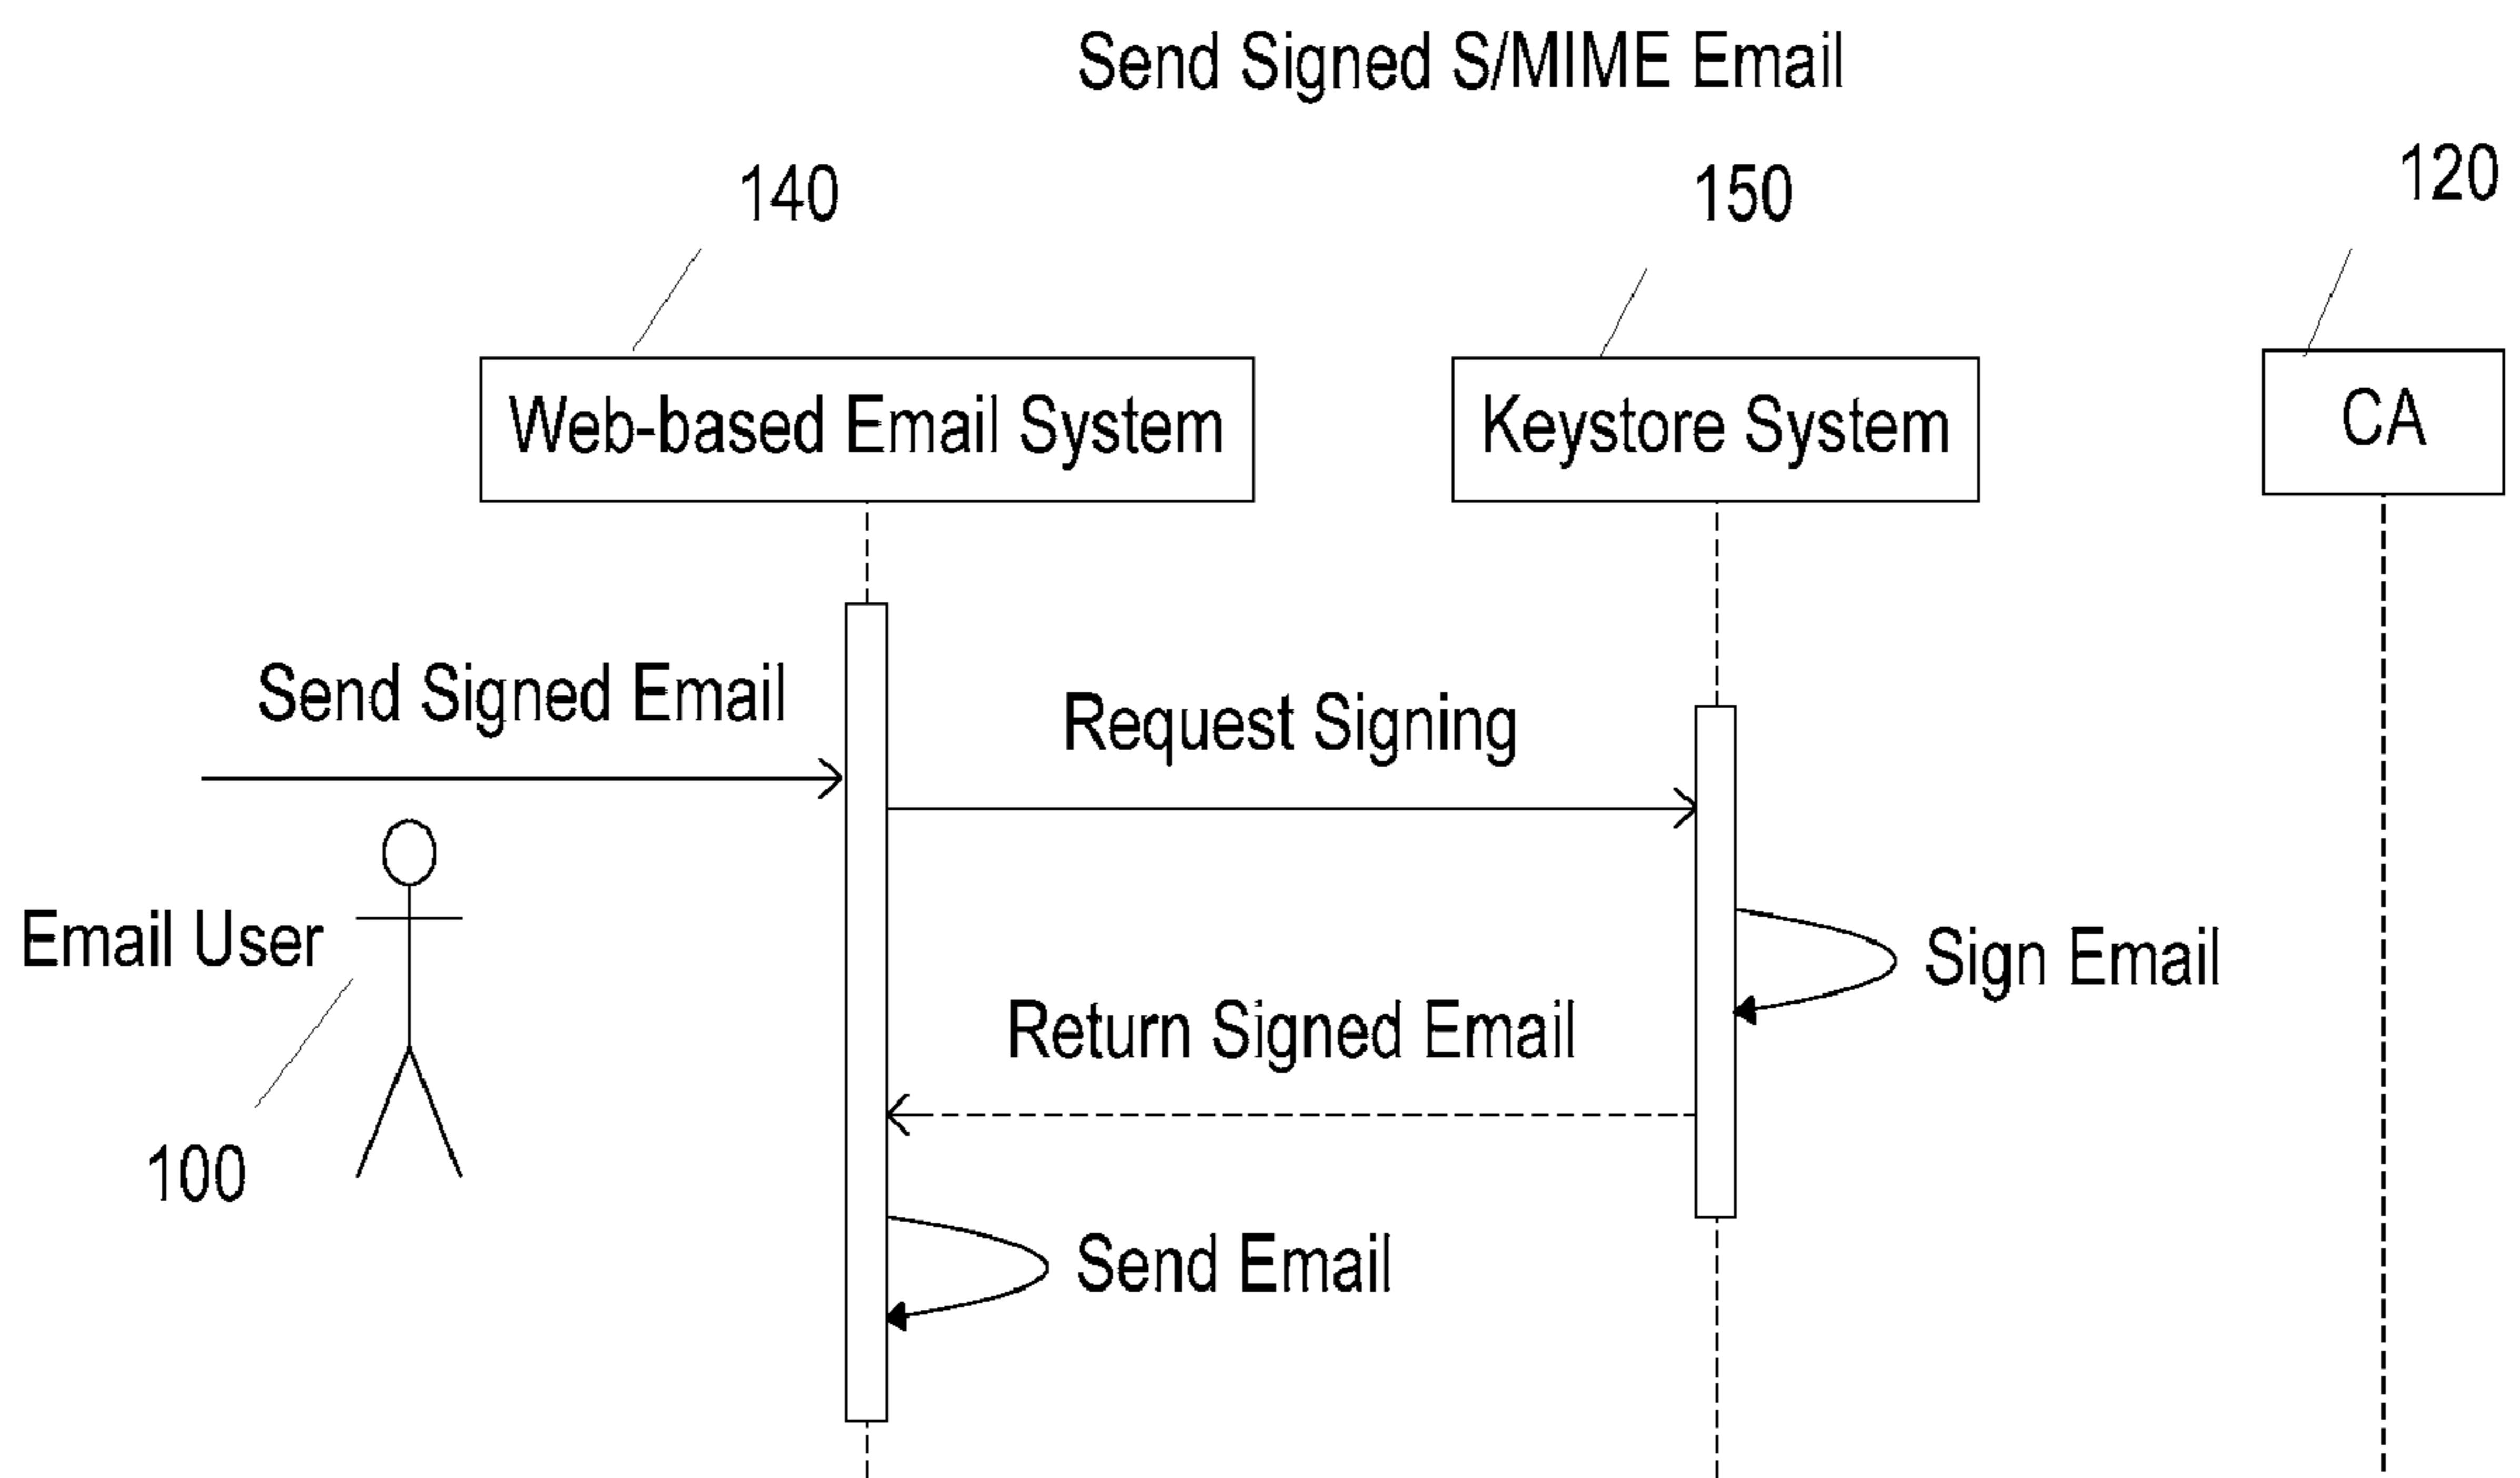 Send Signed S/MIME Email
140
150
120
Web-based Email System
Keystore System
CA
Send Signed Email
Request Signing
Email User
Sign Email
Return Signed Email
100
Send Email